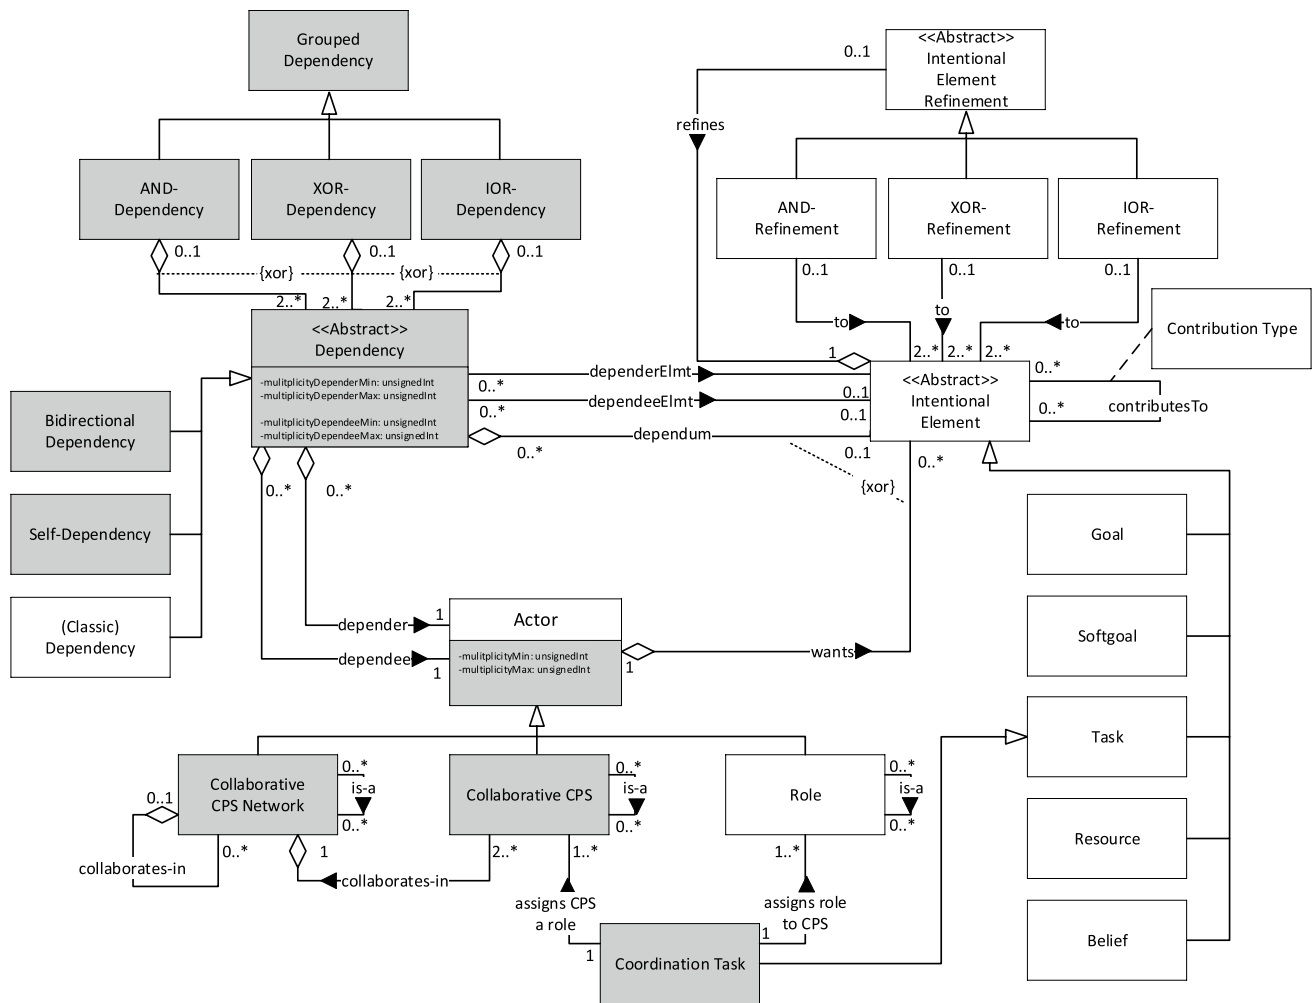 Grouped
Dependency
<<Abstract>>
Intentional
Element
Refinement
0..1
refines
AND-
Dependency
XOR-
Dependency
IOR-
Dependency
AND-
Refinement
XOR-
Refinement
IOR-
Refinement
0..1
0..1
0..1
{xor}
{xor}
2..*
2..*
2..*
0..1
0..1
0..1
to
to
to
Contribution Type
1
2..*
2..*
2..*
<<Abstract>>
Dependency
-mulitplicityDependerMin: unsignedInt
-multiplicityDependerMax: unsignedInt
-multiplicityDependeeMin: unsignedInt
-multiplicityDependeeMax: unsignedInt
dependerElmt
0..*
0..1
dependeeElmt
0..*
0..1
dependum
0..*
0..1
<<Abstract>>
Intentional
Element
0..*
0..*
contributesTo
0..*
{xor}
Bidirectional
Dependency
Self-Dependency
(Classic)
Dependency
0..*
0..*
depender
1
dependee
1
Actor
-mulitplicityMin: unsignedInt
-multiplicityMax: unsignedInt
1
wants
Goal
Softgoal
Task
Resource
Belief
Collaborative
CPS Network
0..*
is-a
0..*
0..1
0..*
1
collaborates-in
Collaborative CPS
0..*
is-a
0..*
2..*
1..*
collaborates-in
Role
0..*
is-a
0..*
1..*
assigns CPS
a role
1
assigns role
to CPS
1
Coordination Task